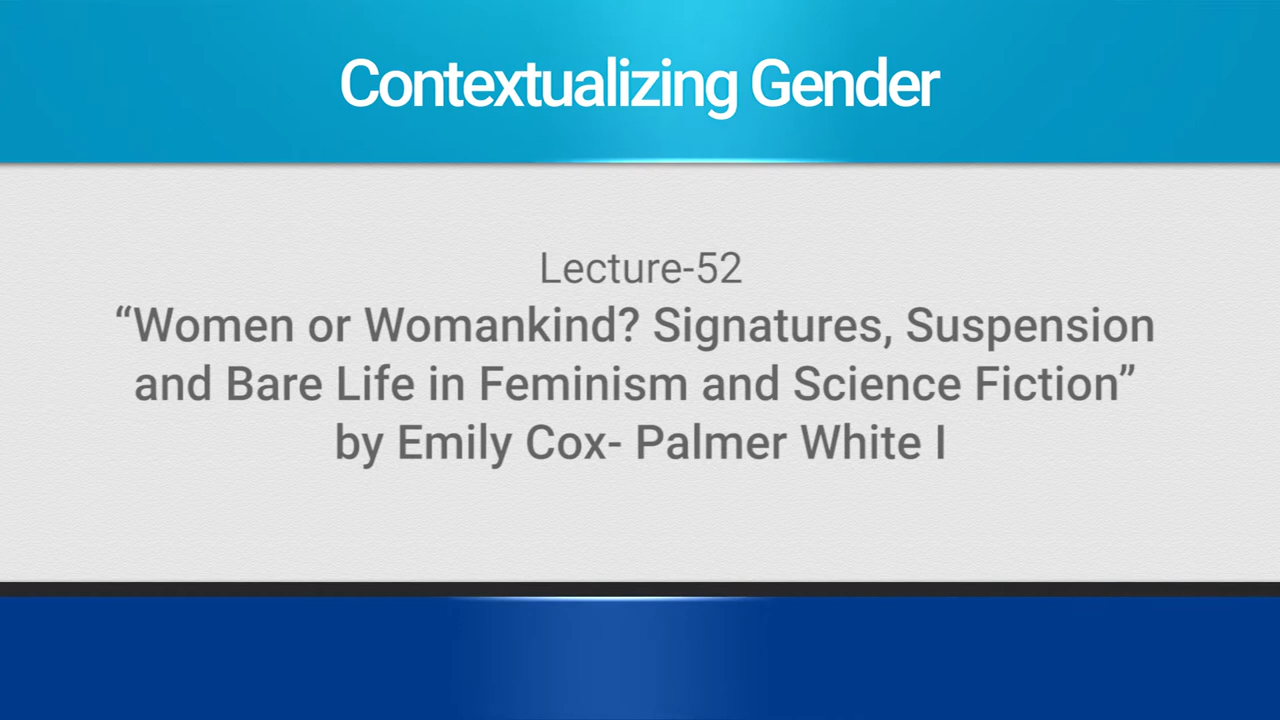 Contextualizing Gender
Lecture-52
“Women or Womankind? Signatures, Suspension
and Bare Life in Feminism and Science Fiction”
by Emily Cox- Palmer White I